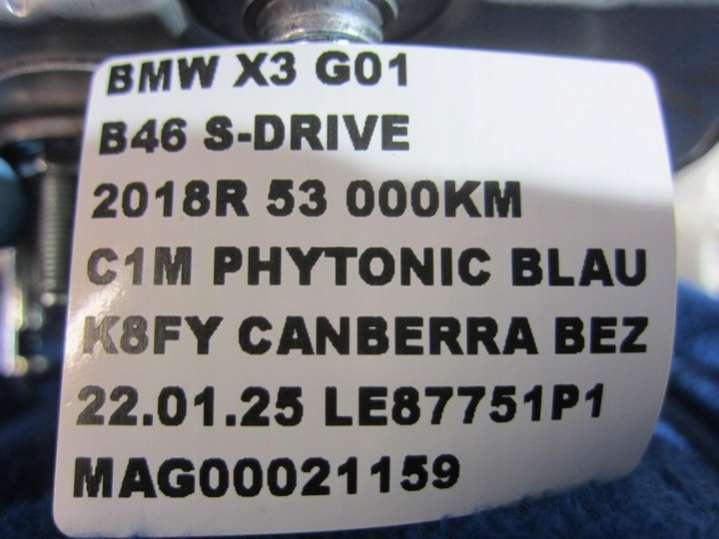 BMW X3 G01
B46 S-DRIVE
2018R 53 000KM
C1M PHYTONIC BLAU
K8FY CANBERRA BEZ
22.01.25 LE87751P1
MAG00021159